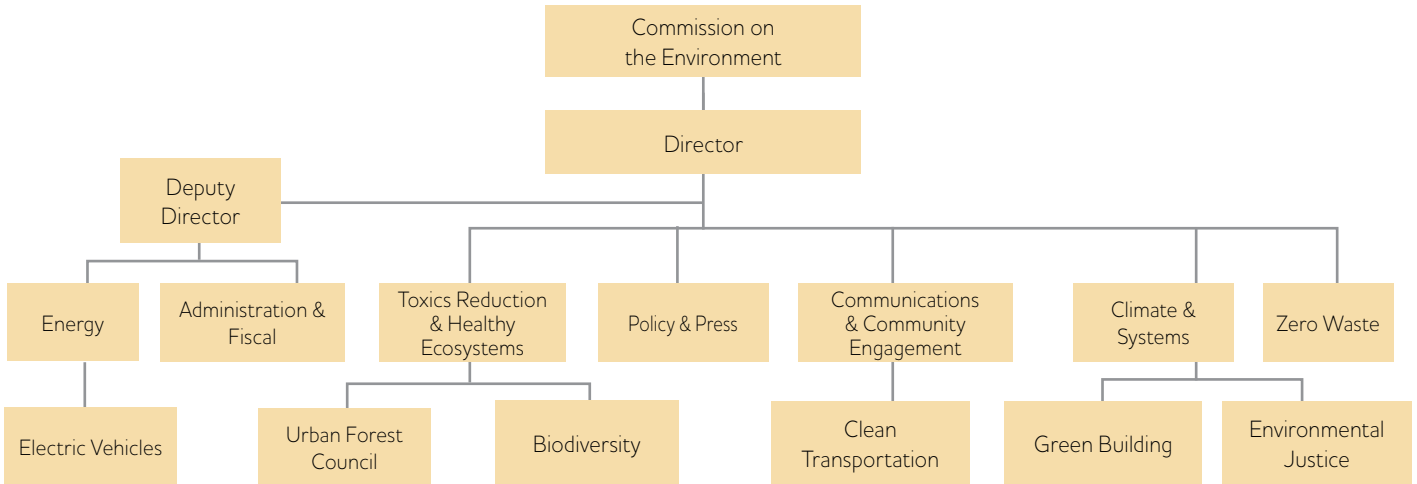 Commission on
the Environment
Director
Deputy
Director
Energy
Administration &
Fiscal
Toxics Reduction
& Healthy
Ecosystems
Policy & Press
Communications
& Community
Engagement
Climate &
Systems
Zero Waste
Electric Vehicles
Urban Forest
Council
Biodiversity
Clean
Transportation
Green Building
Environmental
Justice